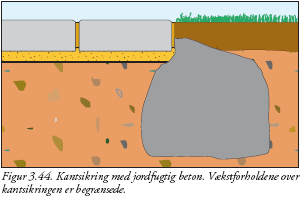 Figur 3.44. Kantsikring med jordfugtig beton. Vækstforholdene over
kantsikringen er begrænsede.